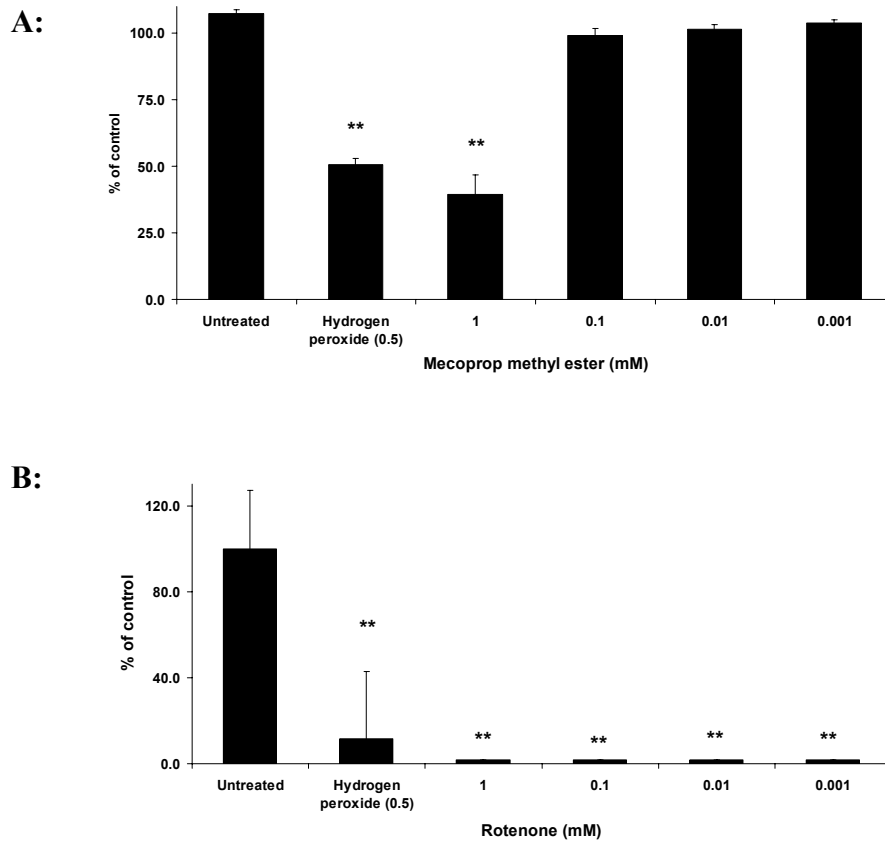 A:
% of control
100.0
75.0
50.0
25.0
0.0
**
**
Untreated
Hydrogen
peroxide (0.5)
1
0.1
0.01
0.001
Mecoprop methyl ester (mM)
B:
% of control
120.0
80.0
40.0
0.0
**
**
**
**
**
Untreated
Hydrogen
peroxide (0.5)
1
0.1
0.01
0.001
Rotenone (mM)